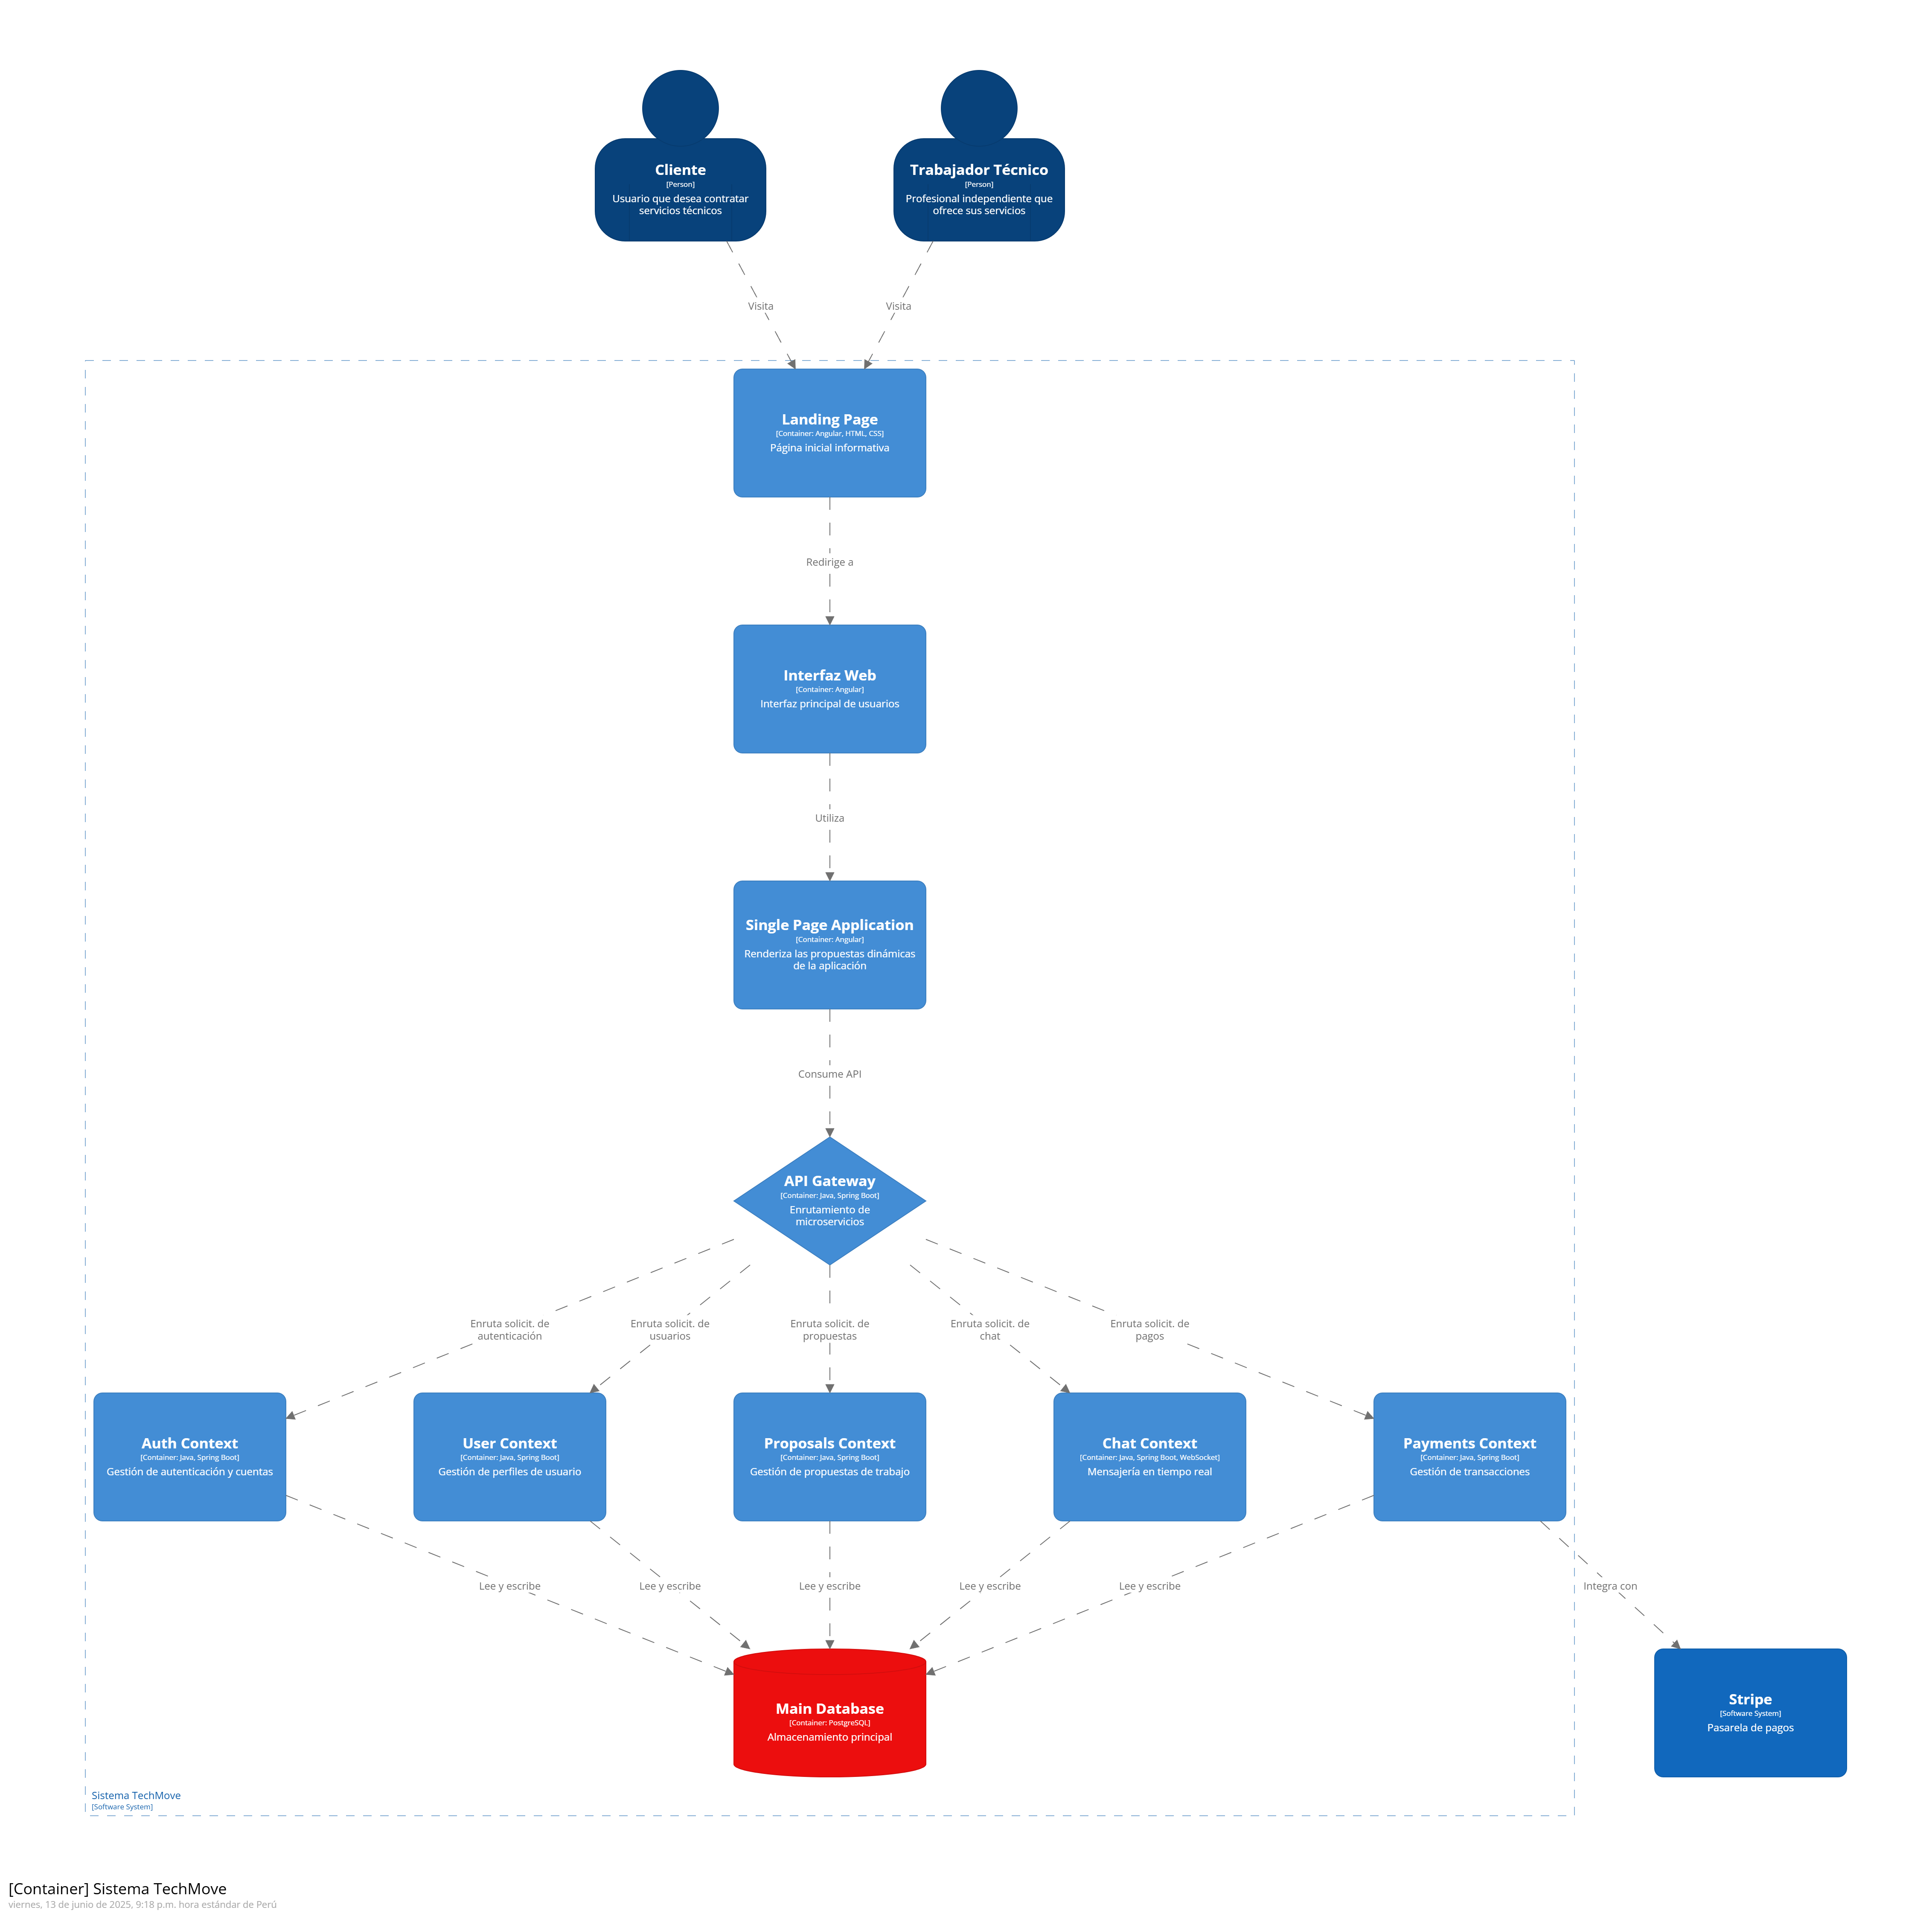 Cliente
[Person]
Usuario que desea contratar
servicios técnicos
Trabajador Técnico
[Person]
Profesional independiente que
ofrece sus servicios
Visita
Visita
Landing Page
[Container: Angular, HTML, CSS]
Página inicial informativa
Redirige a
Interfaz Web
[Container: Angular]
Interfaz principal de usuarios
Utiliza
Single Page Application
[Container: Angular]
Renderiza las propuestas dinámicas
de la aplicación
Consume API
API Gateway
[Container: Java, Spring Boot]
Enrutamiento de
microservicios
Enruta solicit. de
autenticación
Enruta solicit. de
usuarios
Enruta solicit. de
propuestas
Enruta solicit. de
chat
Enruta solicit. de
pagos
Auth Context
[Container: Java, Spring Boot]
Gestión de autenticación y cuentas
User Context
[Container: Java, Spring Boot]
Gestión de perfiles de usuario
Proposals Context
[Container: Java, Spring Boot]
Gestión de propuestas de trabajo
Chat Context
[Container: Java, Spring Boot, WebSocket]
Mensajería en tiempo real
Payments Context
[Container: Java, Spring Boot]
Gestión de transacciones
Lee y escribe
Lee y escribe
Lee y escribe
Lee y escribe
Lee y escribe
Integra con
Main Database
[Container: PostgreSQL]
Almacenamiento principal
Stripe
[Software System]
Pasarela de pagos
Sistema TechMove
[Software System]
[Container] Sistema TechMove
viernes, 13 de junio de 2025, 9:18 p.m. hora estándar de Perú